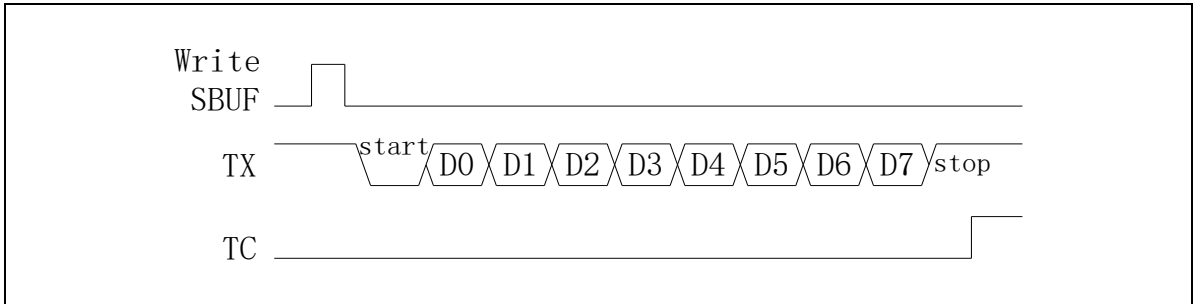 Write
SBUF
TX start D0 D1 D2 D3 D4 D5 D6 D7 stop
TC